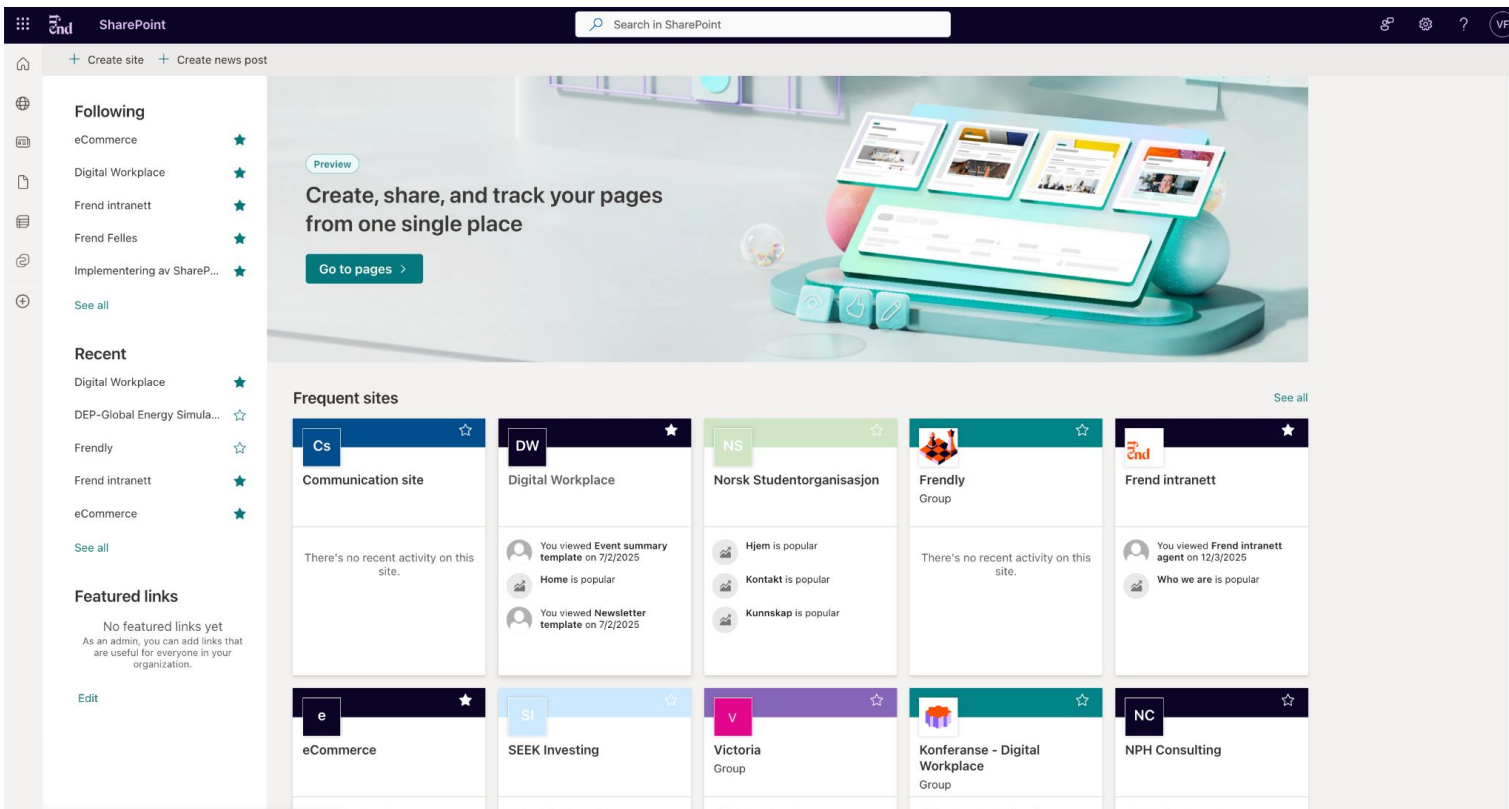 Frend
SharePoint
Search in SharePoint
?
VF
+ Create site
+ Create news post
Following
eCommerce
Digital Workplace
Frend intranett
Frend Felles
Implementering av ShareP...
See all
Recent
Digital Workplace
DEP-Global Energy Simula...
Frendly
Frend intranett
eCommerce
See all
Featured links
No featured links yet
As an admin, you can add links that
are useful for everyone in your
organization.
Edit
Preview
Create, share, and track your pages
from one single place
Go to pages >
Frequent sites
See all
Cs
Communication site
There's no recent activity on this
site.
DW
Digital Workplace
You viewed Event summary
template on 7/2/2025
Home is popular
You viewed Newsletter
template on 7/2/2025
NS
Norsk Studentorganisasjon
Hjem is popular
Kontakt is popular
Kunnskap is popular
Frendly
Group
There's no recent activity on this
site.
Frend
Frend intranett
You viewed Frend intranett
agent on 12/3/2025
Who we are is popular
e
eCommerce
SI
SEEK Investing
V
Victoria
Group
Konferanse - Digital
Workplace
Group
NC
NPH Consulting